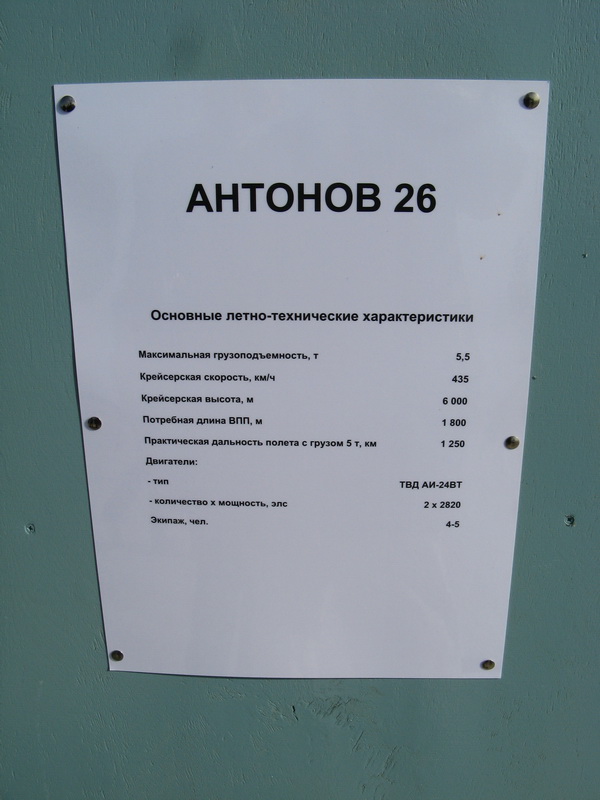 АНТОНОВ 26
Основные летно-технические характеристики
Максимальная грузоподъемность, т 5,5
Крейсерская скорость, км/ч 435
Крейсерская высота, м 6 000
Потребная длина ВПП, м 1 800
Практическая дальность полета с грузом 5 т, км 1 250
Двигатели:
- тип ТВД АИ-24ВТ
- количество х мощность, элс 2 х 2820
Экипаж, чел. 4-5